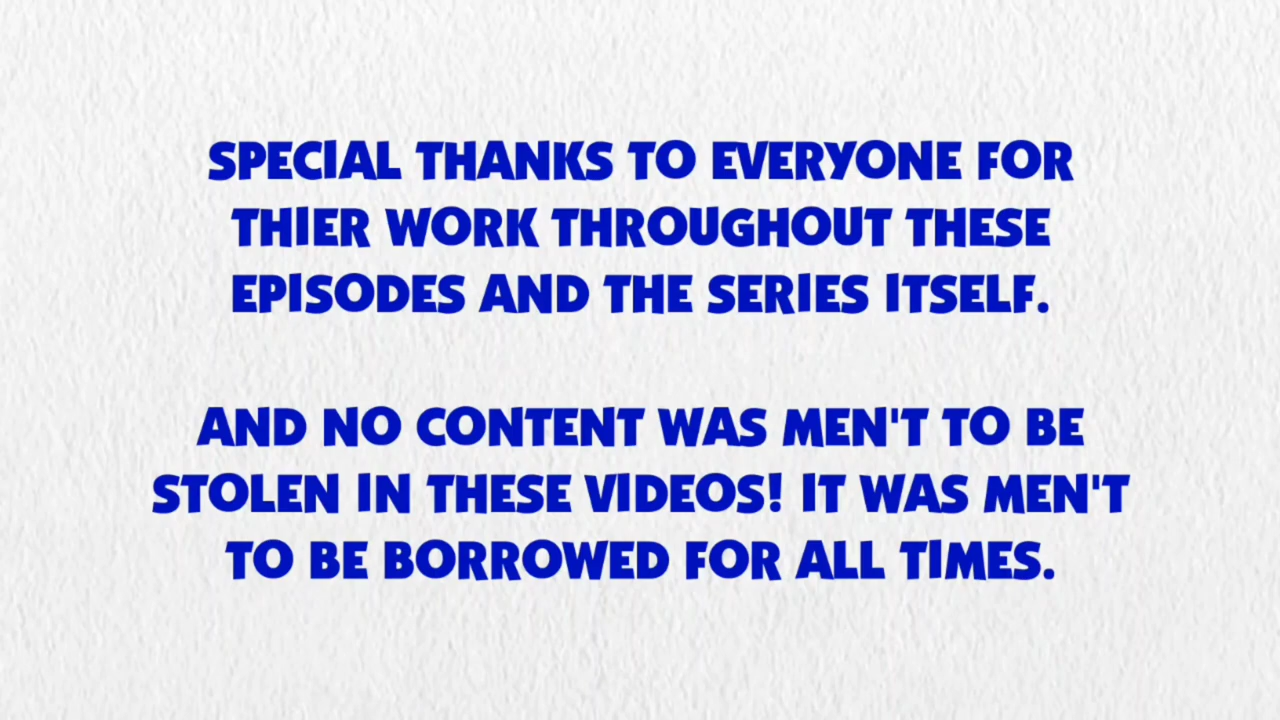 SPECIAL THANKS TO EVERYONE FOR
THIER WORK THROUGHOUT THESE
EPISODES AND THE SERIES ITSELF.
AND NO CONTENT WAS MEN'T TO BE
STOLEN IN THESE VIDEOS! IT WAS MEN'T
TO BE BORROWED FOR ALL TIMES.